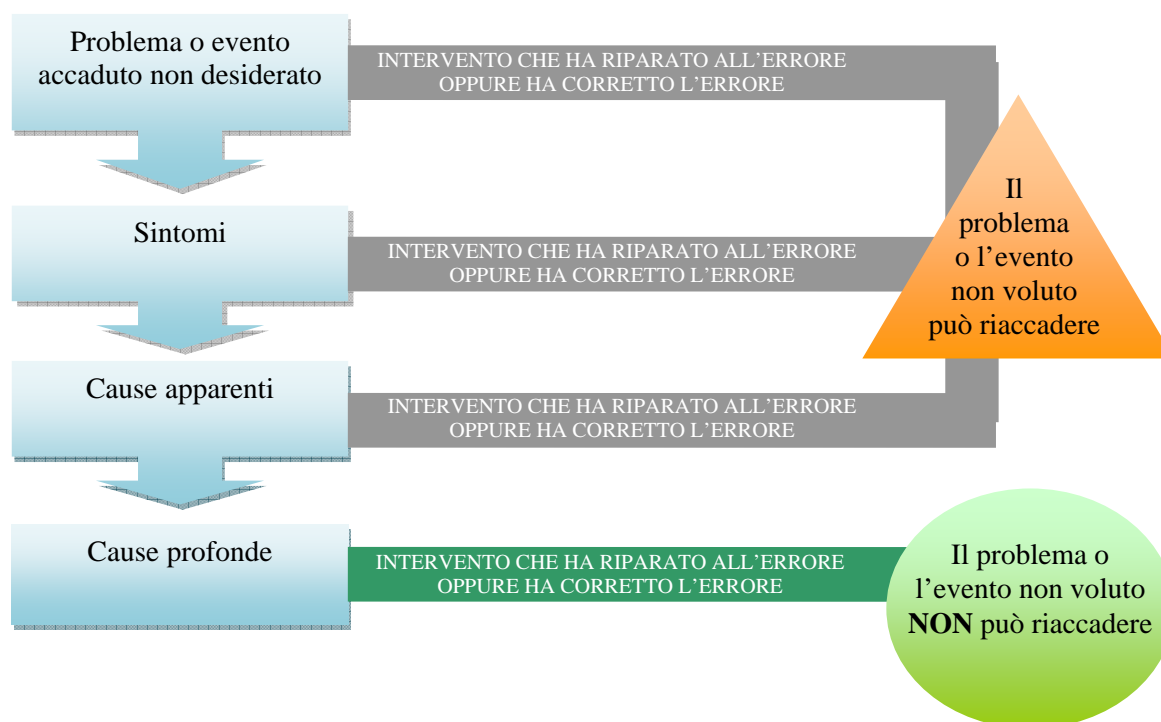 Problema o evento
accaduto non desiderato
INTERVENTO CHE HA RIPARATO ALL'ERRORE
OPPURE HA CORRETTO L'ERRORE
Sintomi
INTERVENTO CHE HA RIPARATO ALL'ERRORE
OPPURE HA CORRETTO L'ERRORE
Il
problema
o l'evento
non voluto
può riaccadere
Cause apparenti
INTERVENTO CHE HA RIPARATO ALL'ERRORE
OPPURE HA CORRETTO L'ERRORE
Cause profonde
INTERVENTO CHE HA RIPARATO ALL'ERRORE
OPPURE HA CORRETTO L'ERRORE
Il problema o
l'evento non voluto
NON può riaccadere